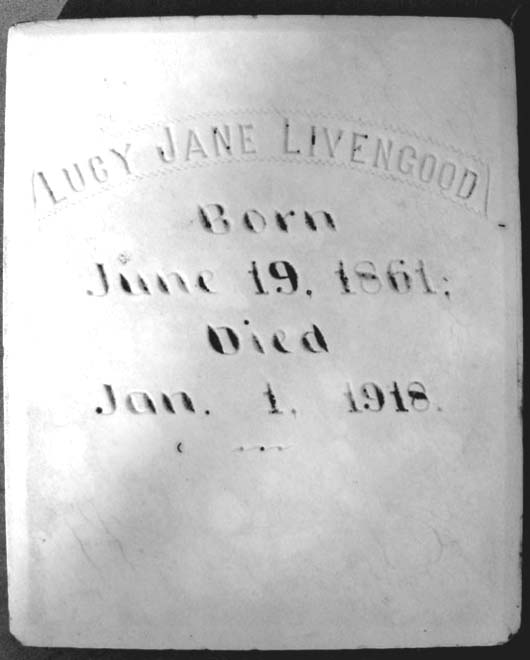 LUCY JANE LIVENGOOD
Born
June 19, 1861;
Died
Jan. 1, 1918.